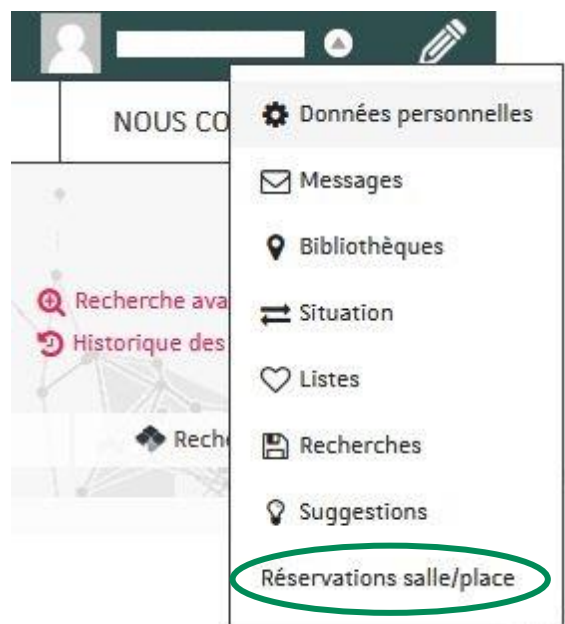 NOUS CO
Données personnelles
Messages
Bibliothèques
Recherche ava
Situation
Historique des
Listes
Reche
Recherches
Suggestions
Réservations salle/place